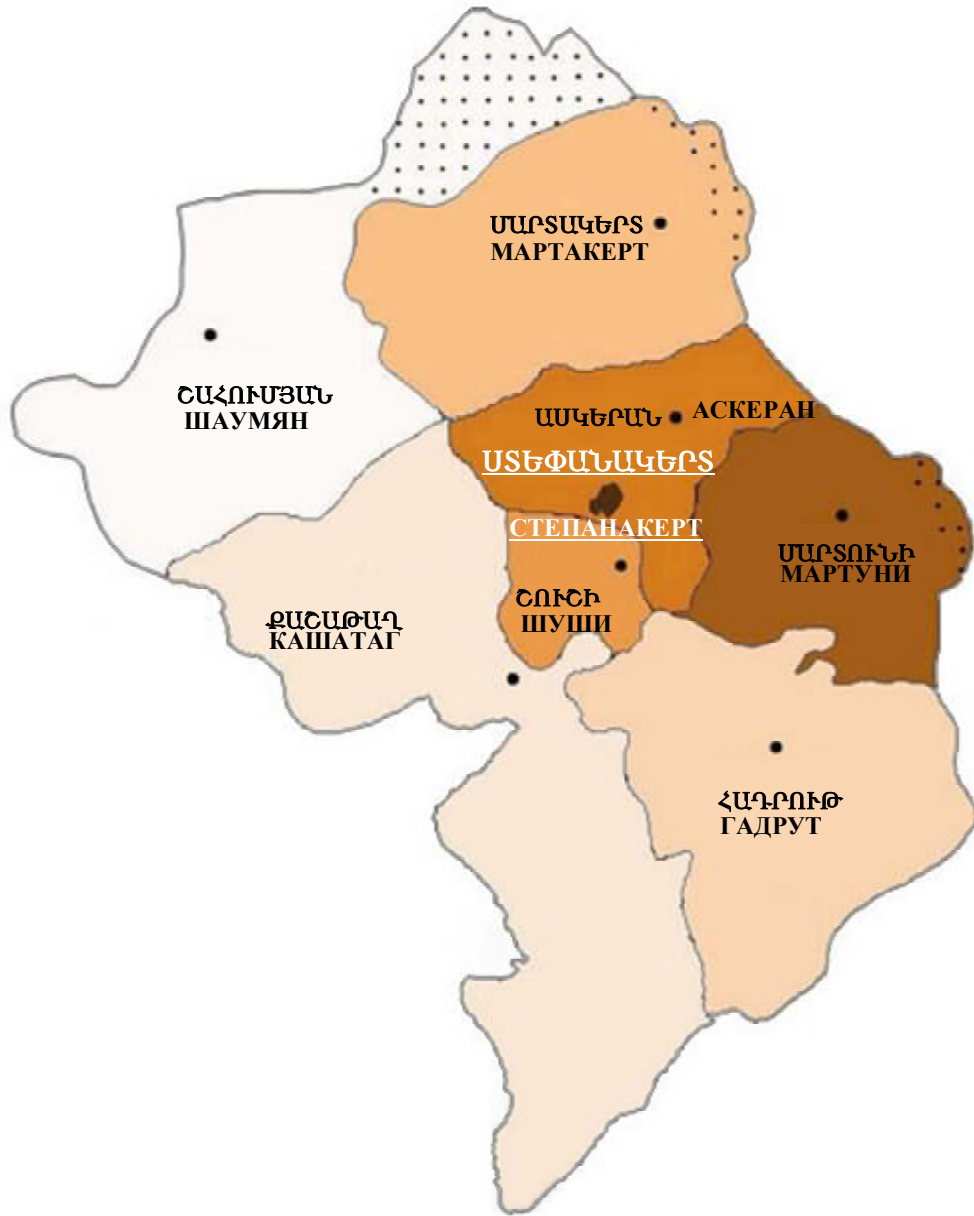 ՄԱՐՏԱԿԵՐՏ
МАРТАКЕРТ
ՇԱՀՈՒՄՅԱՆ
ШАУМЯН
ԱՍԿԵՐԱՆ
АСКЕРАН
ՍՏԵՓԱՆԱԿԵՐՏ
СТЕПАНАКЕРТ
ՄԱՐՏՈՒՆԻ
МАРТУНИ
ՇՈՒՇԻ
ШУШИ
ՔԱՇԱԹԱՂ
КАШАТАГ
ՀԱԴՐՈՒԹ
ГАДРУТ